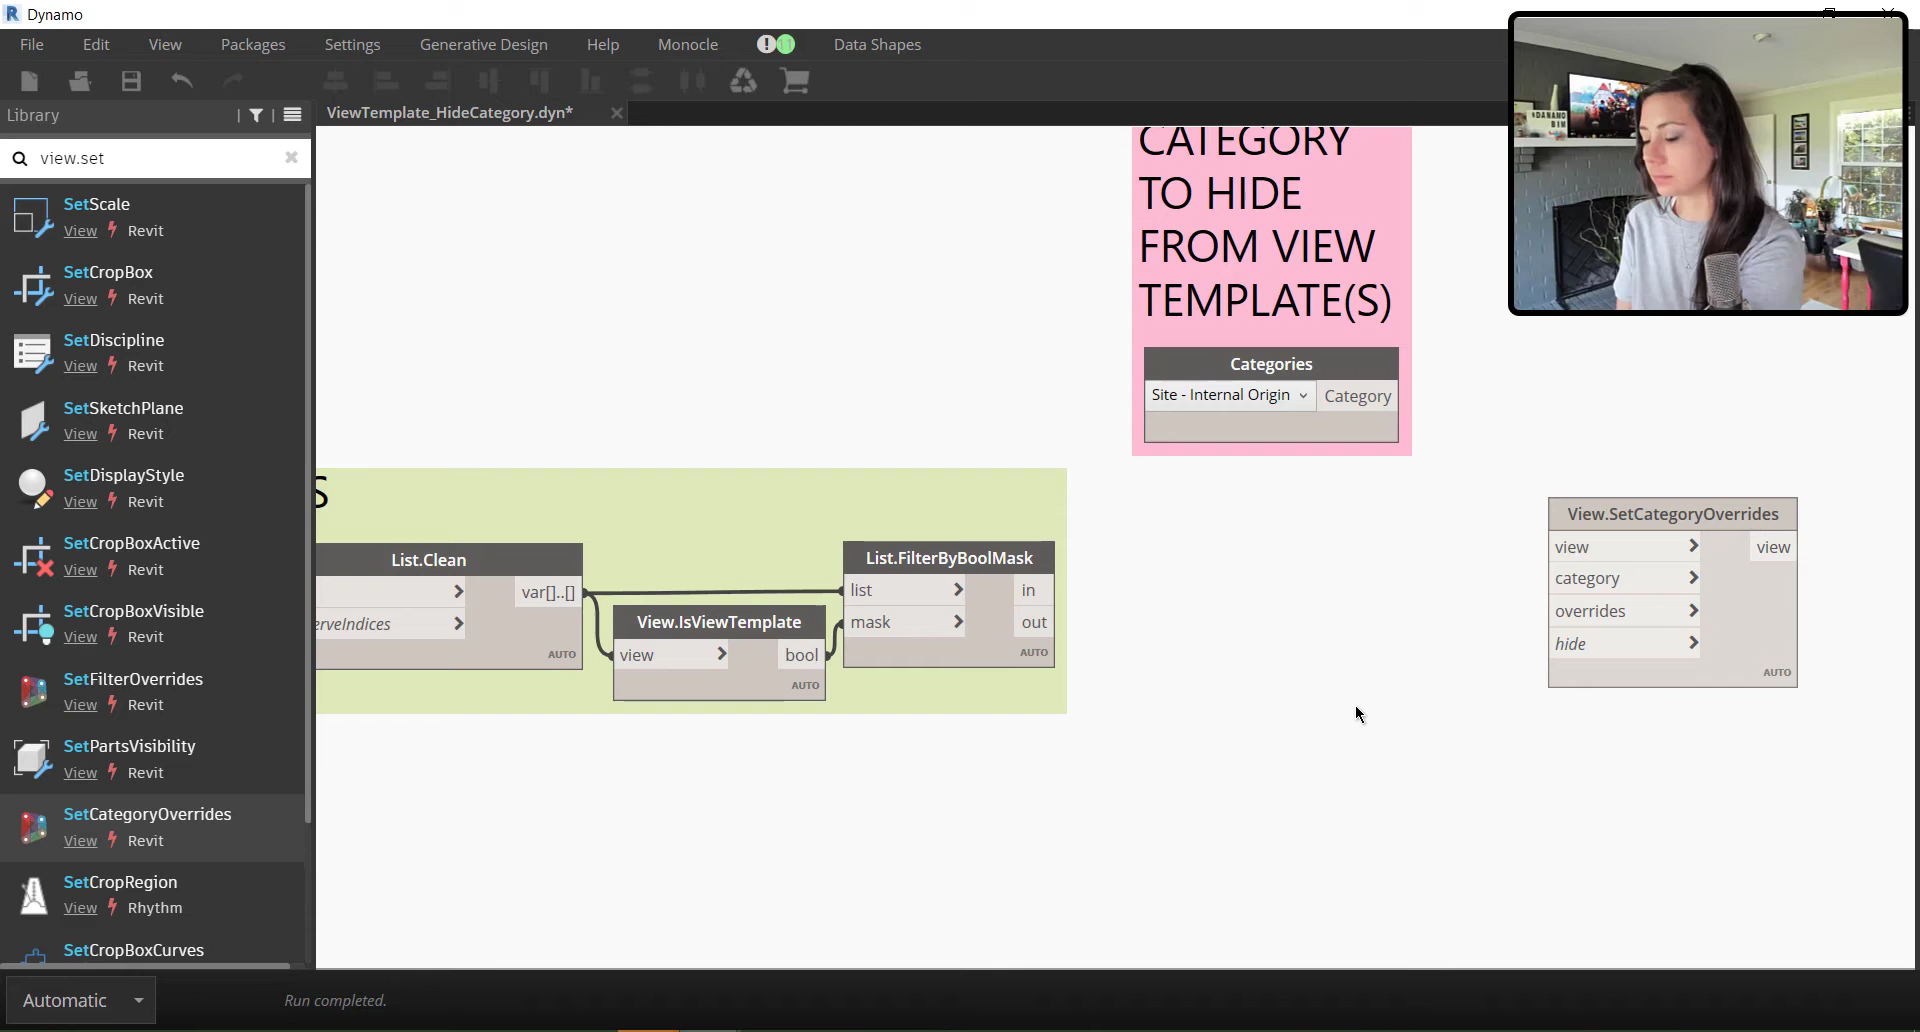 Dynamo
File Edit View Packages Settings Generative Design Help Monocle ! Data Shapes
Library
ViewTemplate_HideCategory.dyn*
view.set
SetScale
View Revit
SetCropBox
View Revit
SetDiscipline
View Revit
SetSketchPlane
View Revit
SetDisplayStyle
View Revit
SetCropBoxActive
View Revit
SetCropBoxVisible
View Revit
SetFilterOverrides
View Revit
SetPartsVisibility
View Revit
SetCategoryOverrides
View Revit
SetCropRegion
View Rhythm
SetCropBoxCurves
CATEGORY
TO HIDE
FROM VIEW
TEMPLATE(S)
Categories
Site - Internal Origin Category
S
List.Clean
var[]..[]
erveIndices
AUTO
View.IsViewTemplate
view bool
AUTO
List.FilterByBoolMask
list in
mask out
AUTO
View.SetCategoryOverrides
view view
category
overrides
hide
AUTO
DANAMO
BIM
Automatic
Run completed.